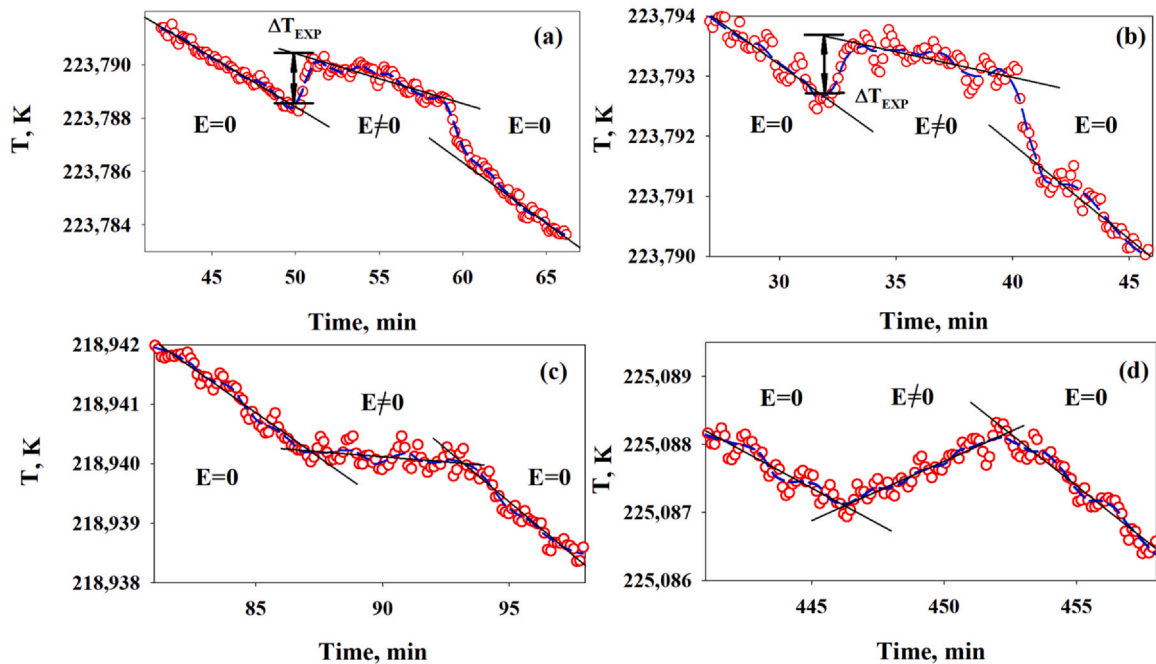 (a)
ΔT_EXP
223,790
223,788
223,786
223,784
T, K
E=0
E≠0
E=0
45 50 55 60 65
Time, min
(b)
223,794
223,793
223,792
223,791
223,790
T, K
ΔT_EXP
E=0
E≠0
E=0
30 35 40 45
Time, min
(c)
218,942
218,941
218,940
218,939
218,938
T, K
E≠0
E=0
E=0
85 90 95
Time, min
(d)
225,089
225,088
225,087
225,086
T, K
E=0
E≠0
E=0
445 450 455
Time, min